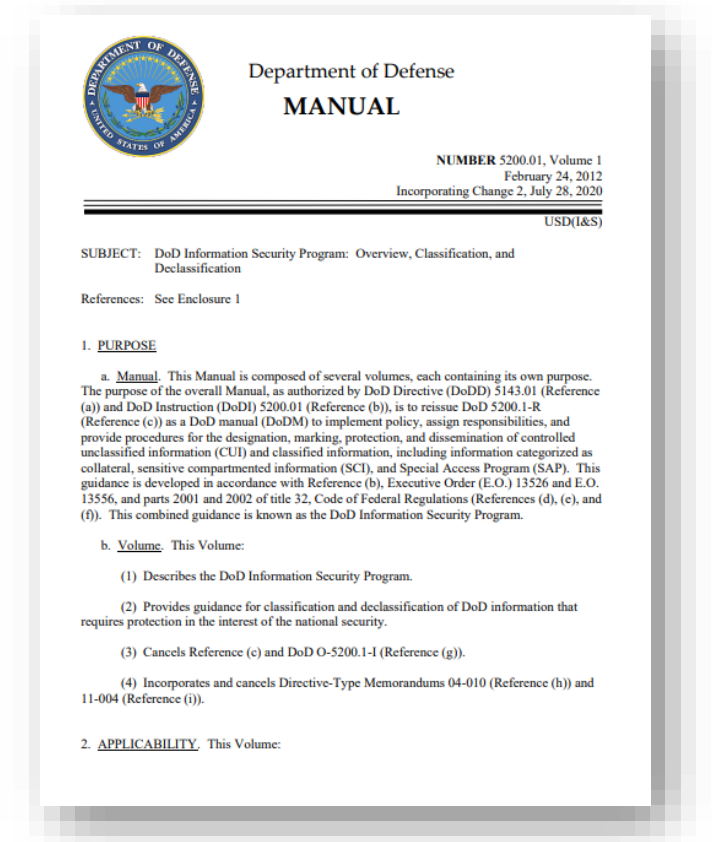 DEPARTMENT OF DEFENSE
UNITED STATES OF AMERICA
Department of Defense
MANUAL
NUMBER 5200.01, Volume 1
February 24, 2012
Incorporating Change 2, July 28, 2020
USD(I&S)
SUBJECT: DoD Information Security Program: Overview, Classification, and
Declassification
References: See Enclosure 1
1. PURPOSE
a. Manual. This Manual is composed of several volumes, each containing its own purpose.
The purpose of the overall Manual, as authorized by DoD Directive (DoDD) 5143.01 (Reference
(a)) and DoD Instruction (DoDI) 5200.01 (Reference (b)), is to reissue DoD 5200.1-R
(Reference (c)) as a DoD manual (DoDM) to implement policy, assign responsibilities, and
provide procedures for the designation, marking, protection, and dissemination of controlled
unclassified information (CUI) and classified information, including information categorized as
collateral, sensitive compartmented information (SCI), and Special Access Program (SAP). This
guidance is developed in accordance with Reference (b), Executive Order (E.O.) 13526 and E.O.
13556, and parts 2001 and 2002 of title 32, Code of Federal Regulations (References (d), (e), and
(f)). This combined guidance is known as the DoD Information Security Program.
b. Volume. This Volume:
(1) Describes the DoD Information Security Program.
(2) Provides guidance for classification and declassification of DoD information that
requires protection in the interest of the national security.
(3) Cancels Reference (c) and DoD O-5200.1-I (Reference (g)).
(4) Incorporates and cancels Directive-Type Memorandums 04-010 (Reference (h)) and
11-004 (Reference (i)).
2. APPLICABILITY. This Volume: